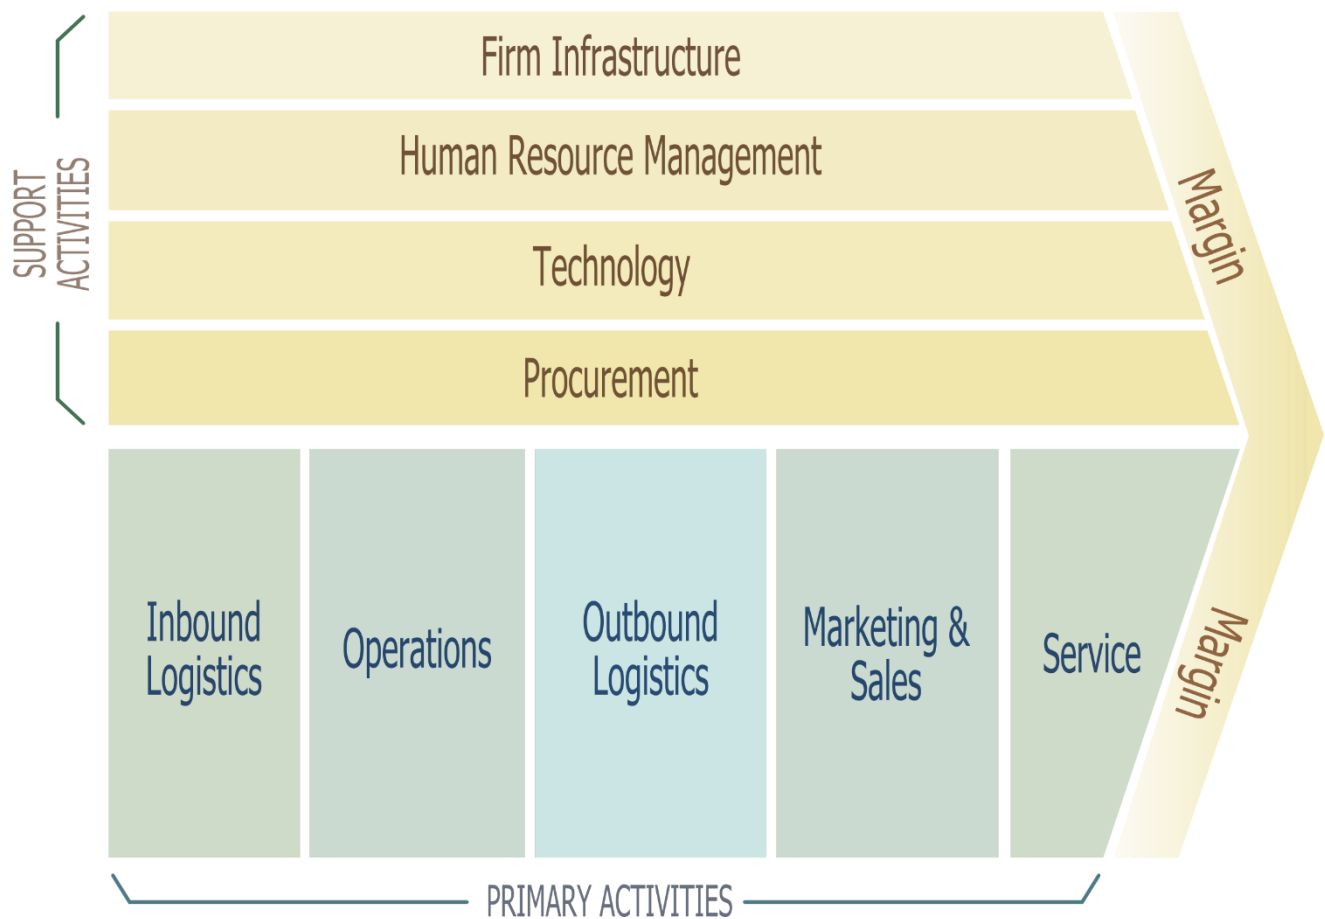 Firm Infrastructure
Human Resource Management
Technology
Procurement
SUPPORT
ACTIVITIES
Margin
Inbound
Logistics
Operations
Outbound
Logistics
Marketing &
Sales
Service
Margin
PRIMARY ACTIVITIES